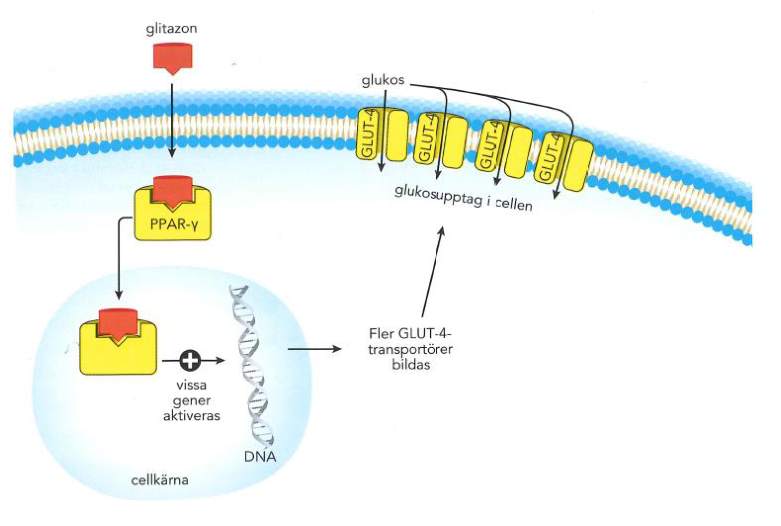 glitazon
glukos
GLUT-4
GLUT-4
GLUT-4
GLUT-4
glukosupptag i cellen
PPAR-γ
Fler GLUT-4-
transportörer
bildas
vissa
gener
aktiveras
DNA
cellkärna